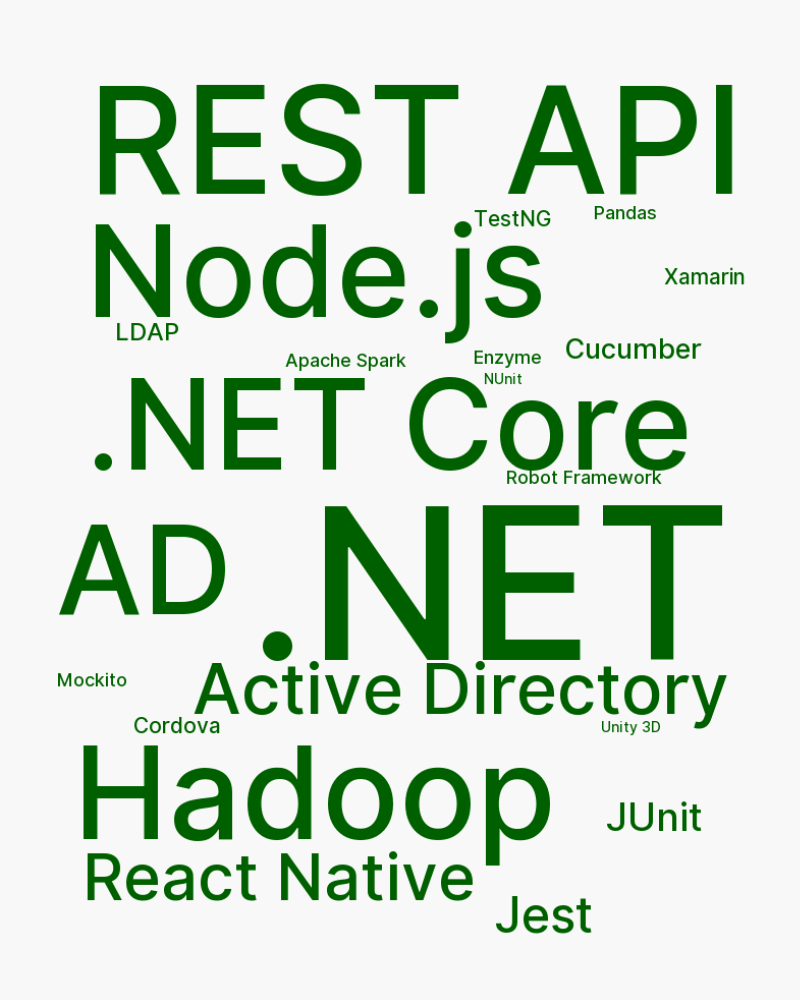 REST API
TestNG
Pandas
Node.js
Xamarin
LDAP
Cucumber
Apache Spark
Enzyme
NUnit
.NET Core
Robot Framework
AD
.NET
Mockito
Active Directory
Cordova
Unity 3D
Hadoop
JUnit
React Native
Jest